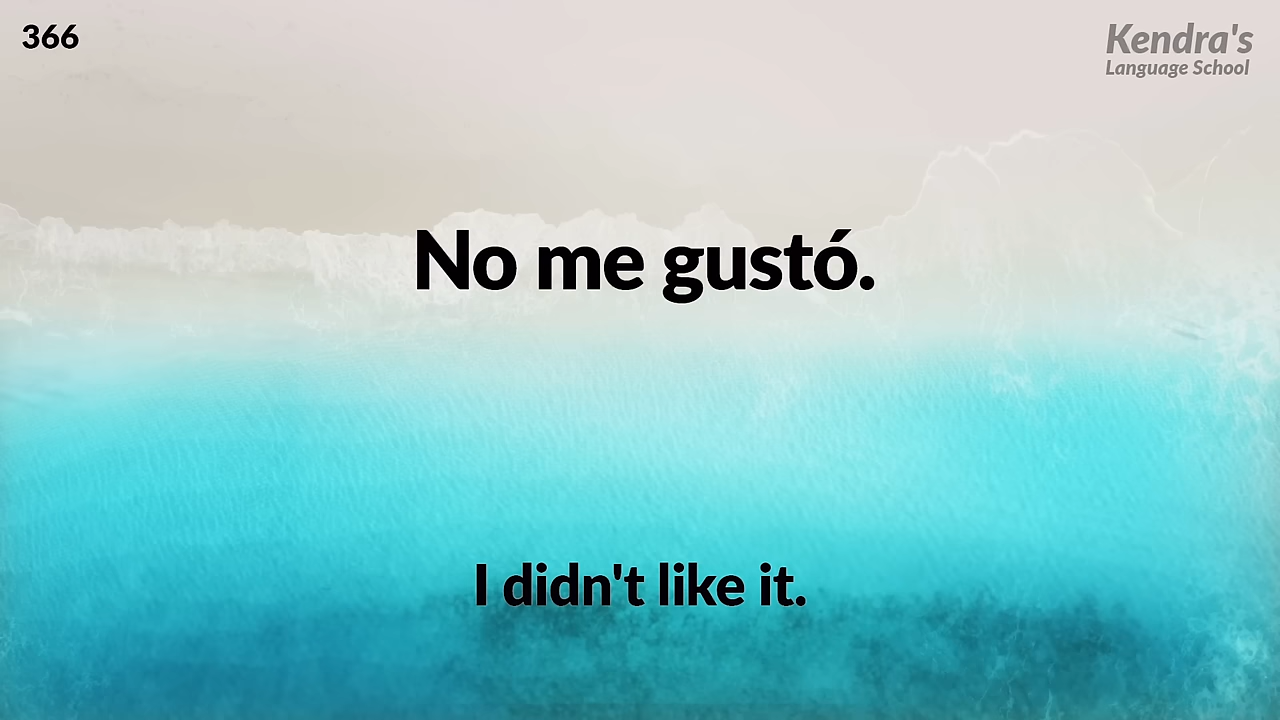 366
Kendra's
Language School
No me gustó.
I didn't like it.